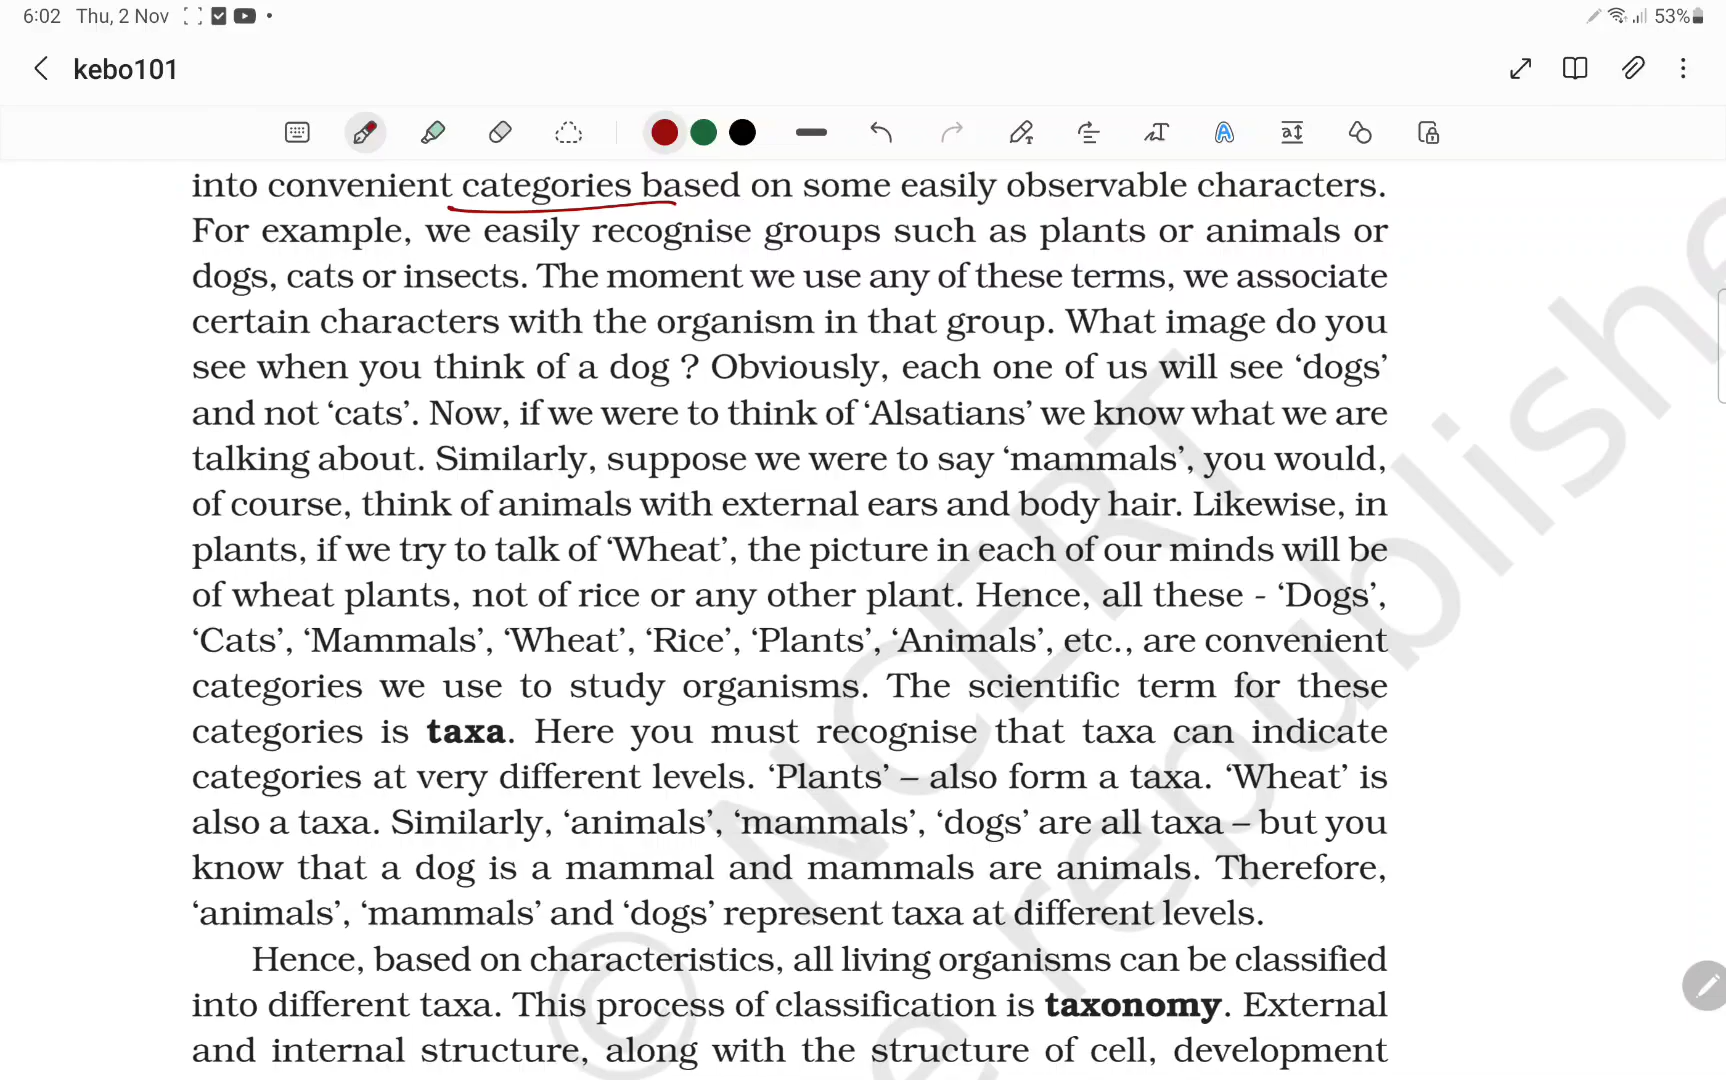 6:02 Thu, 2 Nov
53%
kebo101
into convenient categories based on some easily observable characters.
For example, we easily recognise groups such as plants or animals or
dogs, cats or insects. The moment we use any of these terms, we associate
certain characters with the organism in that group. What image do you
see when you think of a dog ? Obviously, each one of us will see ‘dogs’
and not ‘cats’. Now, if we were to think of ‘Alsatians’ we know what we are
talking about. Similarly, suppose we were to say ‘mammals’, you would,
of course, think of animals with external ears and body hair. Likewise, in
plants, if we try to talk of ‘Wheat’, the picture in each of our minds will be
of wheat plants, not of rice or any other plant. Hence, all these - ‘Dogs’,
‘Cats’, ‘Mammals’, ‘Wheat’, ‘Rice’, ‘Plants’, ‘Animals’, etc., are convenient
categories we use to study organisms. The scientific term for these
categories is taxa. Here you must recognise that taxa can indicate
categories at very different levels. ‘Plants’ – also form a taxa. ‘Wheat’ is
also a taxa. Similarly, ‘animals’, ‘mammals’, ‘dogs’ are all taxa – but you
know that a dog is a mammal and mammals are animals. Therefore,
‘animals’, ‘mammals’ and ‘dogs’ represent taxa at different levels.
Hence, based on characteristics, all living organisms can be classified
into different taxa. This process of classification is taxonomy. External
and internal structure, along with the structure of cell, development
© NCERT
republishe